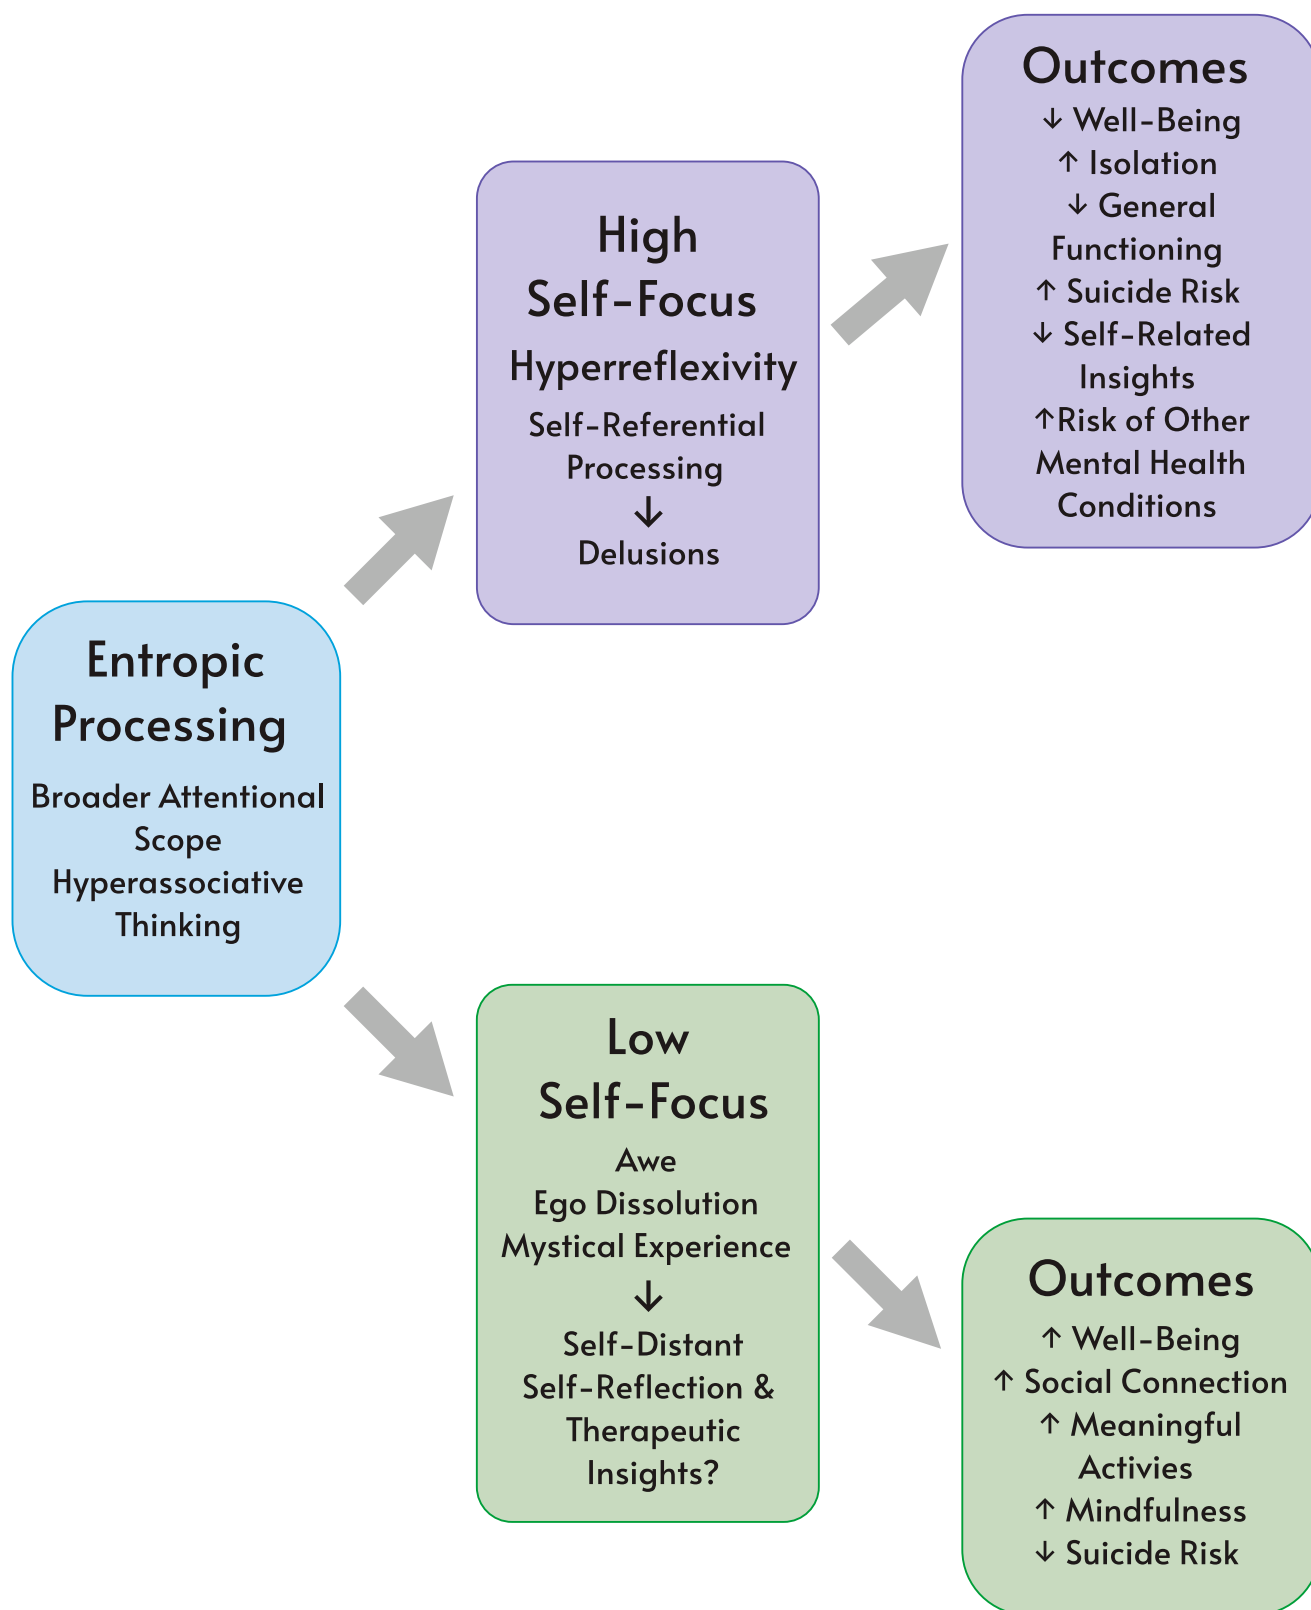 Entropic
Processing
Broader Attentional
Scope
Hyperassociative
Thinking
High
Self-Focus
Hyperreflexivity
Self-Referential
Processing
↓
Delusions
Outcomes
↓ Well-Being
↑ Isolation
↓ General
Functioning
↑ Suicide Risk
↓ Self-Related
Insights
↑Risk of Other
Mental Health
Conditions
Low
Self-Focus
Awe
Ego Dissolution
Mystical Experience
↓
Self-Distant
Self-Reflection &
Therapeutic
Insights?
Outcomes
↑ Well-Being
↑ Social Connection
↑ Meaningful
Activies
↑ Mindfulness
↓ Suicide Risk